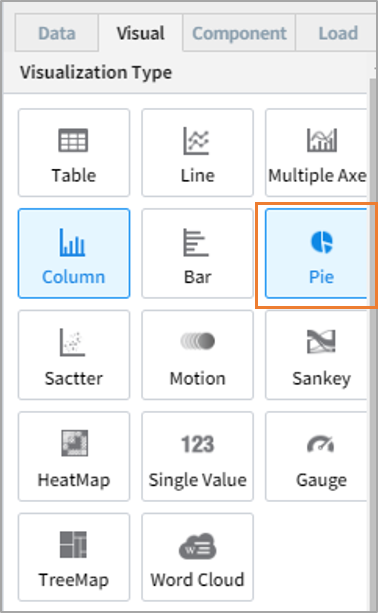 Data Visual Component Load
Visualization Type
Table Line Multiple Axe
Column Bar Pie
Sactter Motion Sankey
123
HeatMap Single Value Gauge
W
TreeMap Word Cloud